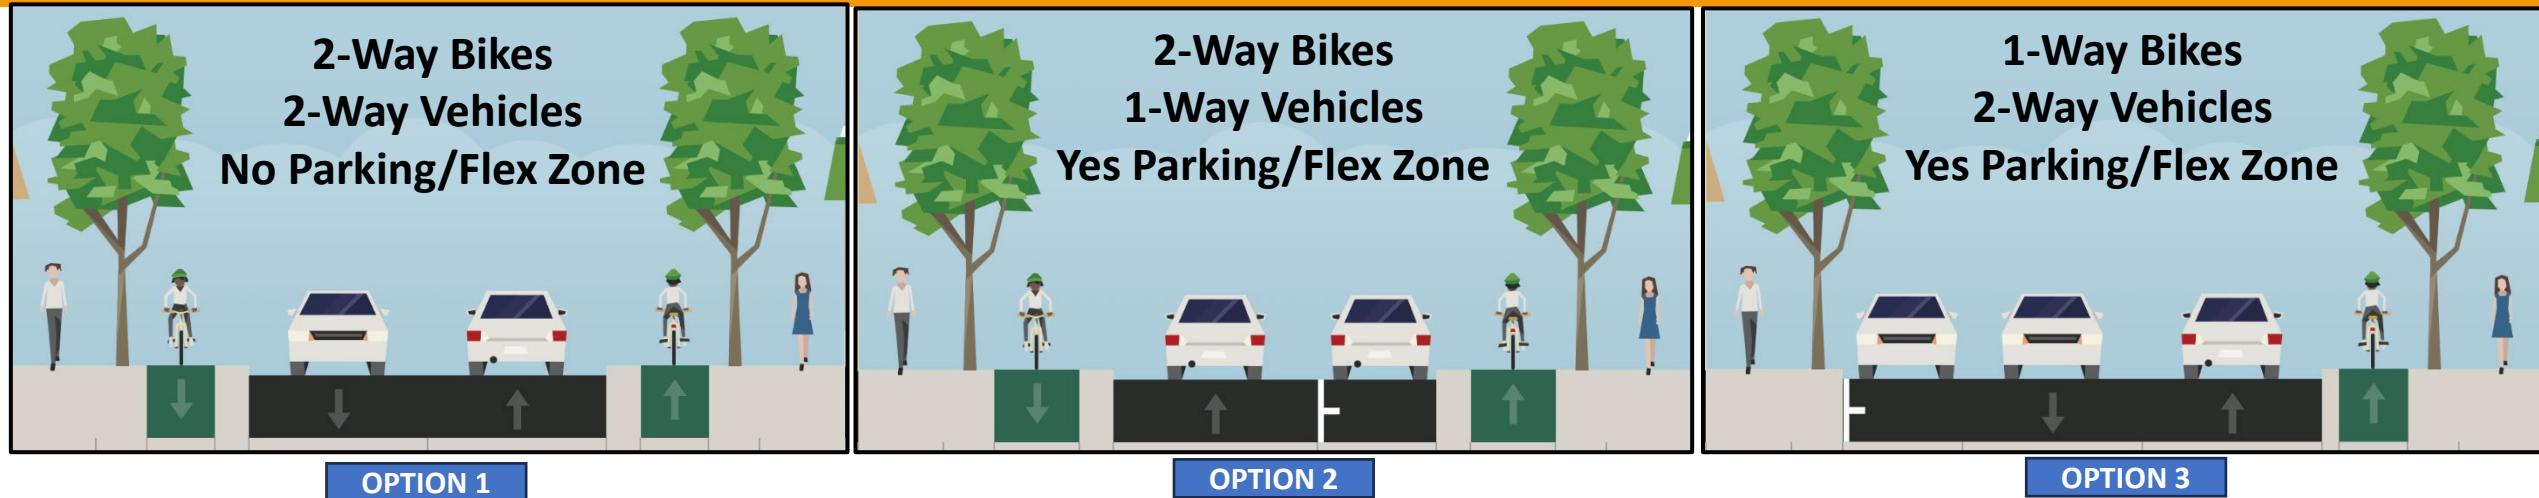 2-Way Bikes
2-Way Vehicles
No Parking/Flex Zone
OPTION 1
2-Way Bikes
1-Way Vehicles
Yes Parking/Flex Zone
OPTION 2
1-Way Bikes
2-Way Vehicles
Yes Parking/Flex Zone
OPTION 3